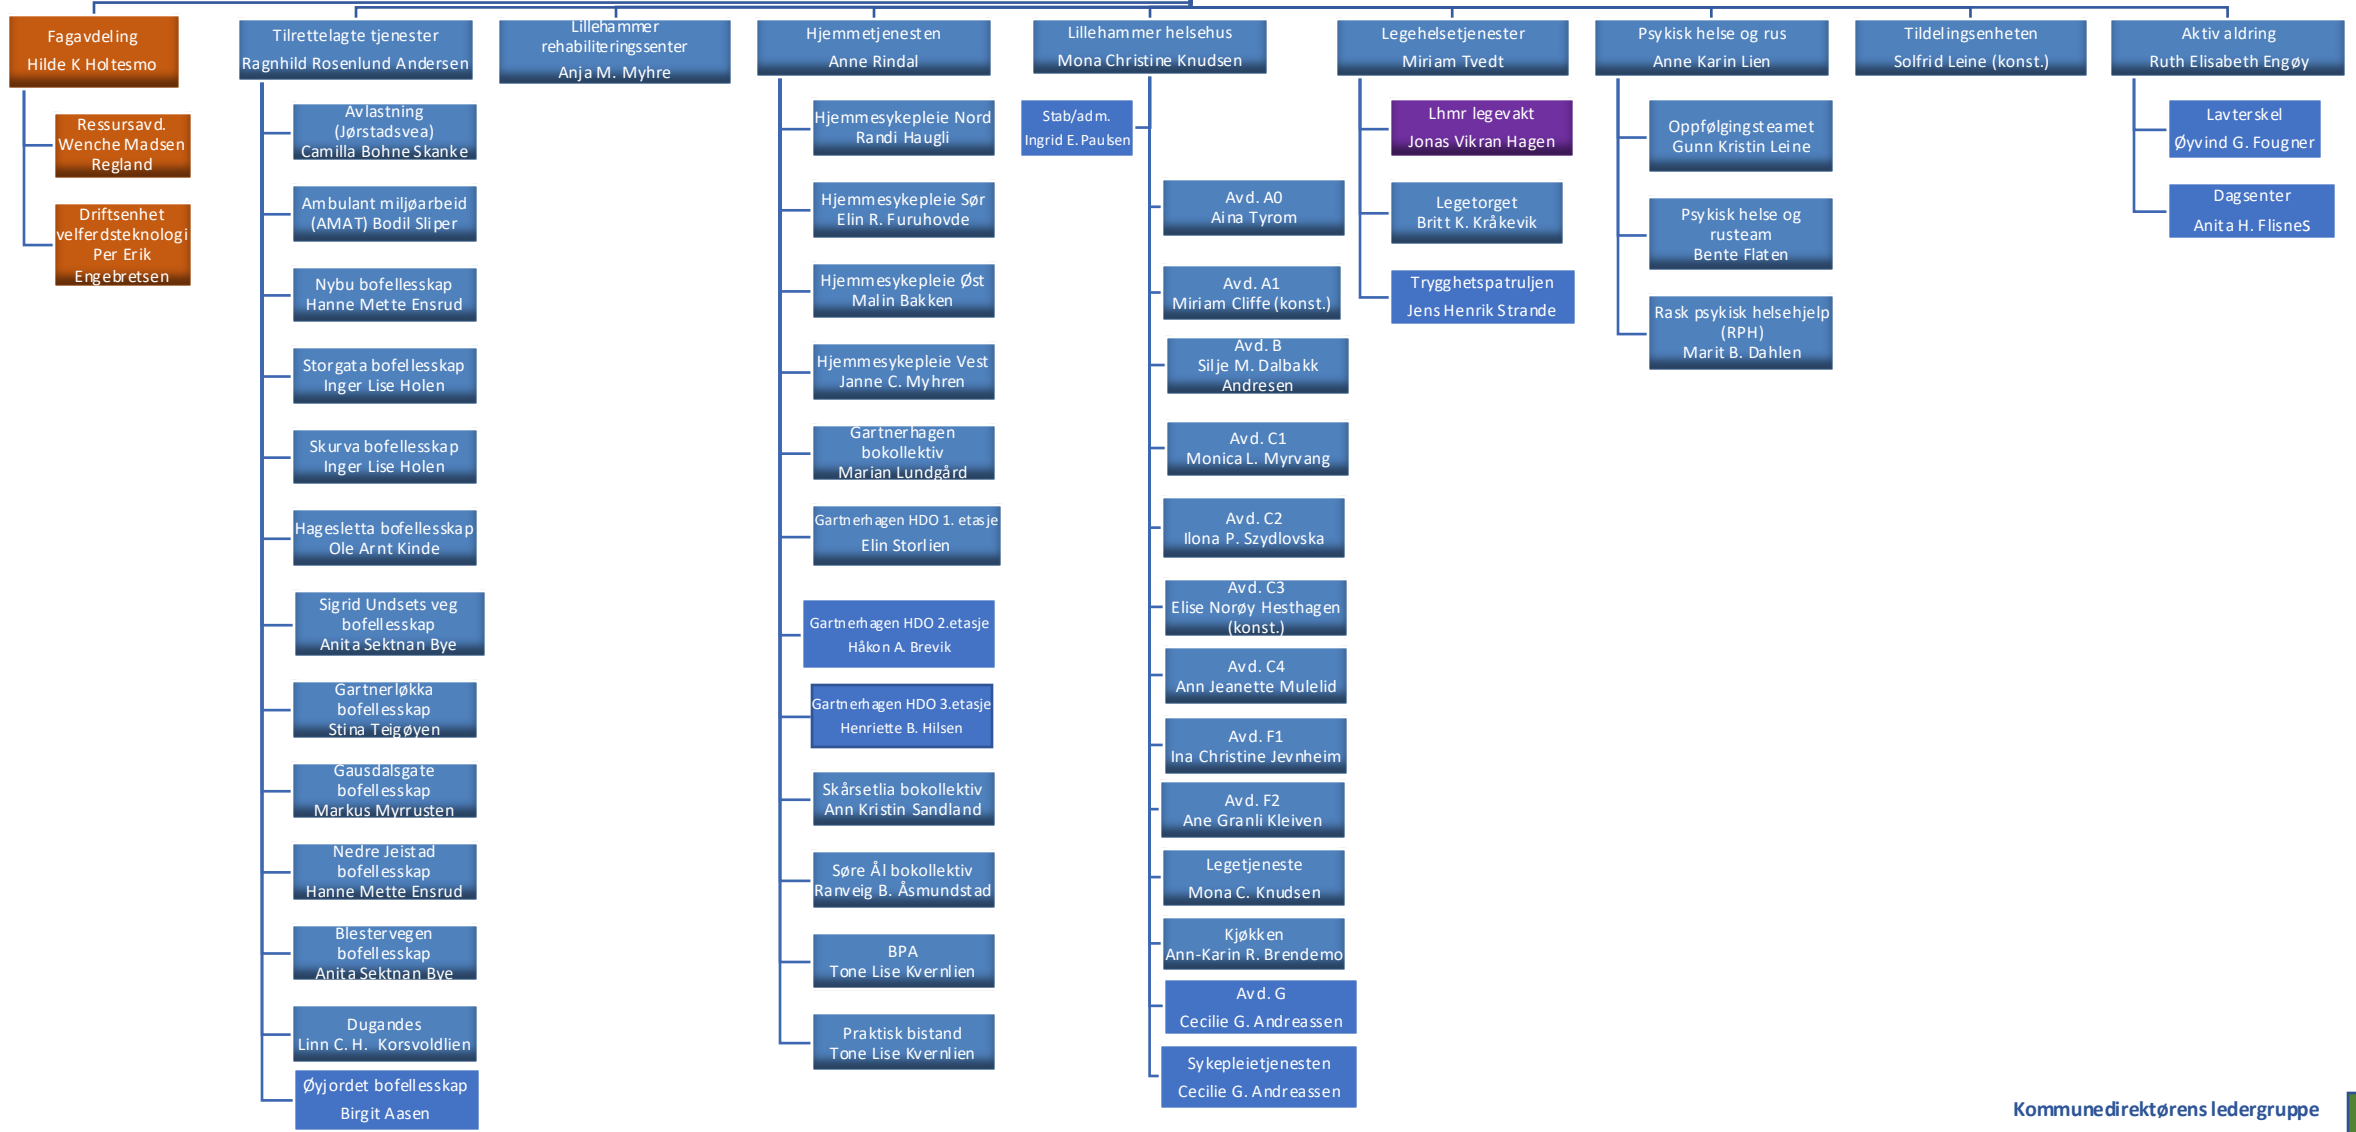 Fagavdeling
Hilde K Holtesmo
Ressursavd.
Wenche Madsen
Regland
Driftsenhet
velferdsteknologi
Per Erik
Engebretsen
Tilrettelagte tjenester
Ragnhild Rosenlund Andersen
Avlastning
(Jørstadsvea)
Camilla Bohne Skanke
Ambulant miljøarbeid
(AMAT) Bodil Sliper
Nybu bofellesskap
Hanne Mette Ensrud
Storgata bofellesskap
Inger Lise Holen
Skurva bofellesskap
Inger Lise Holen
Hagesletta bofellesskap
Ole Arnt Kinde
Sigrid Undsets veg
bofellesskap
Anita Sektnan Bye
Gartnerløkka
bofellesskap
Stina Teigøyen
Gausdalsgate
bofellesskap
Markus Myrrusten
Nedre Jeistad
bofellesskap
Hanne Mette Ensrud
Blestervegen
bofellesskap
Anita Sektnan Bye
Dugandes
Linn C. H. Korsvoldlien
Øyjordet bofellesskap
Birgit Aasen
Lillehammer
rehabiliteringssenter
Anja M. Myhre
Hjemmetjenesten
Anne Rindal
Hjemmesykepleie Nord
Randi Haugli
Hjemmesykepleie Sør
Elin R. Furuhovde
Hjemmesykepleie Øst
Malin Bakken
Hjemmesykepleie Vest
Janne C. Myhren
Gartnerhagen
bokollektiv
Marian Lundgård
Gartnerhagen HDO 1. etasje
Elin Storlien
Gartnerhagen HDO 2.etasje
Håkon A. Brevik
Gartnerhagen HDO 3.etasje
Henriette B. Hilsen
Skårsetlia bokollektiv
Ann Kristin Sandland
Søre Ål bokollektiv
Ranveig B. Åsmundstad
BPA
Tone Lise Kvernlien
Praktisk bistand
Tone Lise Kvernlien
Lillehammer helsehus
Mona Christine Knudsen
Stab/adm.
Ingrid E. Paulsen
Avd. A0
Aina Tyrom
Avd. A1
Miriam Cliffe (konst.)
Avd. B
Silje M. Dalbakk
Andresen
Avd. C1
Monica L. Myrvang
Avd. C2
Ilona P. Szydlovska
Avd. C3
Elise Norøy Hesthagen
(konst.)
Avd. C4
Ann Jeanette Mulelid
Avd. F1
Ina Christine Jevnheim
Avd. F2
Ane Granli Kleiven
Legetjeneste
Mona C. Knudsen
Kjøkken
Ann-Karin R. Brendemo
Avd. G
Cecilie G. Andreassen
Sykepleietjenesten
Cecilie G. Andreassen
Legehelsetjenester
Miriam Tvedt
Lhmr legevakt
Jonas Vikran Hagen
Legetorget
Britt K. Kråkevik
Trygghetspatruljen
Jens Henrik Strande
Psykisk helse og rus
Anne Karin Lien
Oppfølgingsteamet
Gunn Kristin Leine
Psykisk helse og
rusteam
Bente Flaten
Rask psykisk helsehjelp
(RPH)
Marit B. Dahlen
Tildelingsenheten
Solfrid Leine (konst.)
Aktiv aldring
Ruth Elisabeth Engøy
Lavterskel
Øyvind G. Fougner
Dagsenter
Anita H. FlisneS
Kommunedirektørens ledergruppe